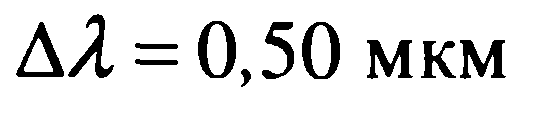 Δλ = 0,50 мкм